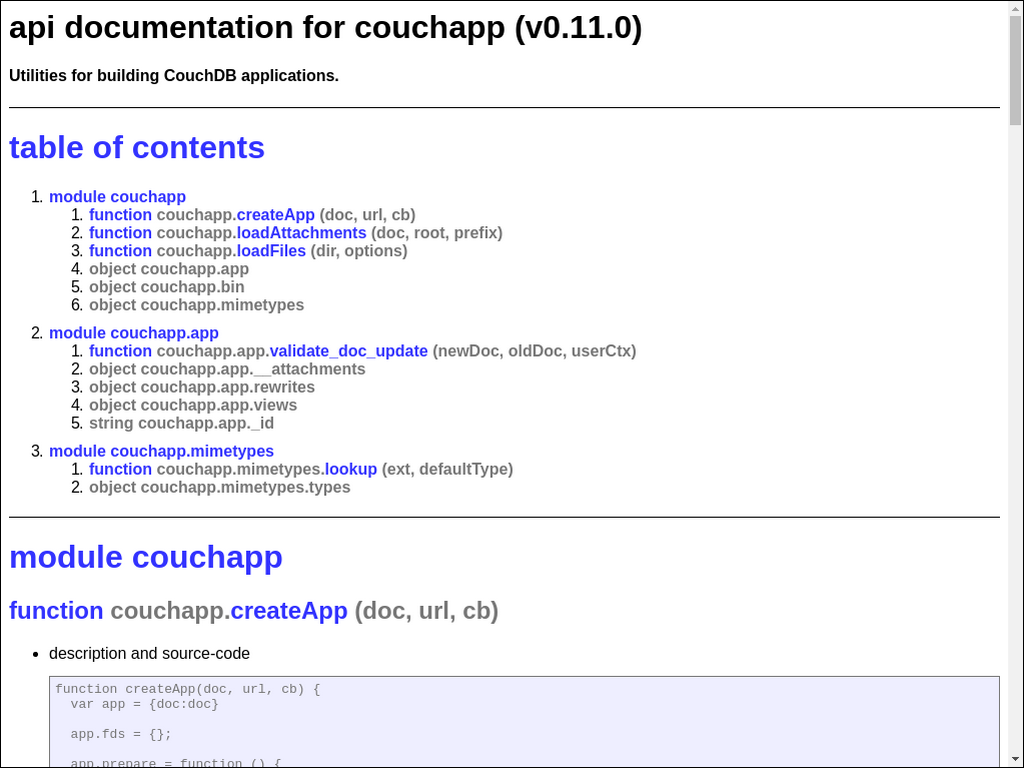 api documentation for couchapp (v0.11.0)
Utilities for building CouchDB applications.
table of contents
1. module couchapp
1. function couchapp.createApp (doc, url, cb)
2. function couchapp.loadAttachments (doc, root, prefix)
3. function couchapp.loadFiles (dir, options)
4. object couchapp.app
5. object couchapp.bin
6. object couchapp.mimetypes
2. module couchapp.app
1. function couchapp.app.validate_doc_update (newDoc, oldDoc, userCtx)
2. object couchapp.app.__attachments
3. object couchapp.app.rewrites
4. object couchapp.app.views
5. string couchapp.app._id
3. module couchapp.mimetypes
1. function couchapp.mimetypes.lookup (ext, defaultType)
2. object couchapp.mimetypes.types
module couchapp
function couchapp.createApp (doc, url, cb)
• description and source-code
function createApp(doc, url, cb) {
  var app = {doc:doc}
  app.fds = {};
  app.prepare = function () {